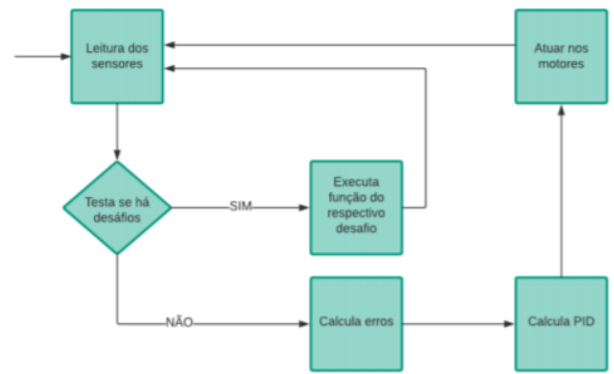 Leitura dos
sensores
Atuar nos
motores
Testa se há
desáfios
SIM
Executa
função do
respectivo
desafio
NÃO
Calcula erros
Calcula PID